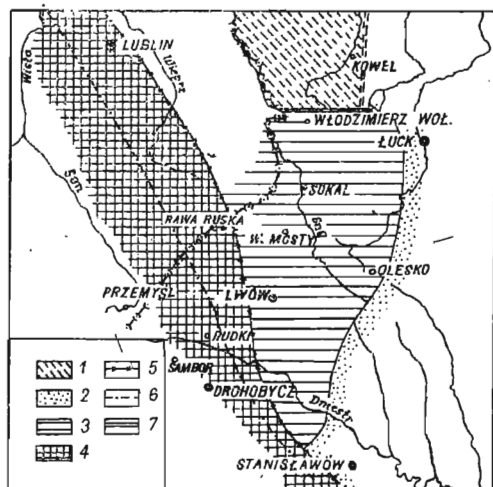 LUBLIN
Wisła
Wieprz
KOWEL
WŁODZIMIERZ WOŁ.
ŁUCK
San
SOKAL
RAWA RUSKA
Bug
W. MOSTY
OLESKO
PRZEMYŚL
LWÓW
RUDKI
SAMBOR
DROHOBYCZ
Dniestr
STANISŁAWÓW
1 5
2 6
3 7
4